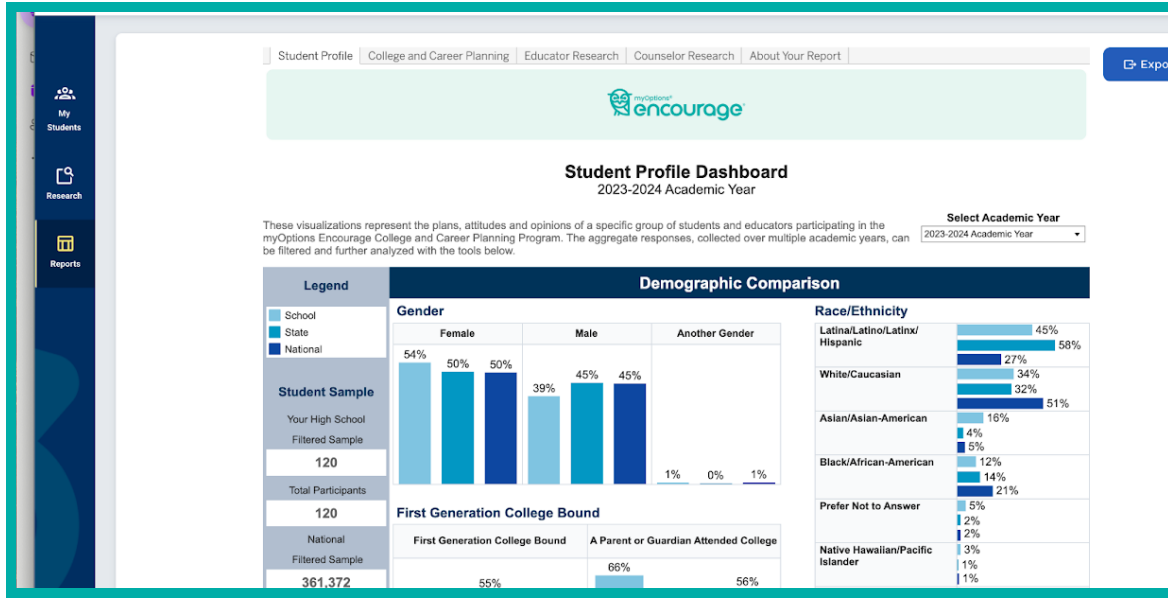 Student Profile College and Career Planning Educator Research Counselor Research About Your Report
Expo
myOptions®
encourage
My
Students
Research
Reports
Student Profile Dashboard
2023-2024 Academic Year
These visualizations represent the plans, attitudes and opinions of a specific group of students and educators participating in the
myOptions Encourage College and Career Planning Program. The aggregate responses, collected over multiple academic years, can
be filtered and further analyzed with the tools below.
Select Academic Year
2023-2024 Academic Year
Legend
School
State
National
Student Sample
Your High School
Filtered Sample
120
Total Participants
120
National
Filtered Sample
361,372
Demographic Comparison
Gender
Female Male Another Gender
54% 50% 50% 39% 45% 45% 1% 0% 1%
First Generation College Bound
First Generation College Bound A Parent or Guardian Attended College
55% 66% 56%
Race/Ethnicity
Latina/Latino/Latinx/ 45%
Hispanic 58%
27%
White/Caucasian 34%
32%
51%
Asian/Asian-American 16%
4%
5%
Black/African-American 12%
14%
21%
Prefer Not to Answer 5%
2%
2%
Native Hawaiian/Pacific 3%
Islander 1%
1%